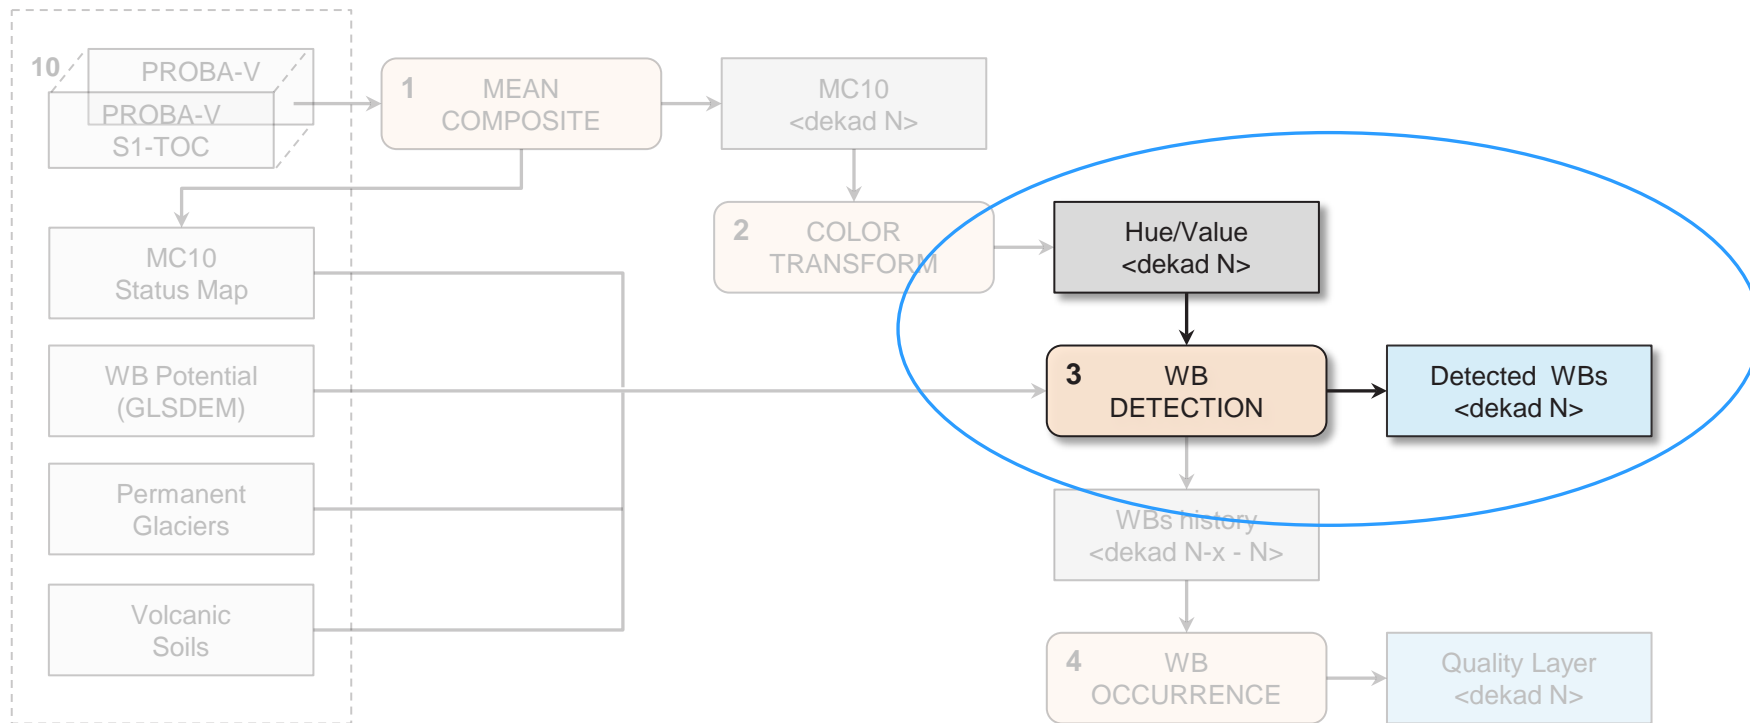 10
PROBA-V
PROBA-V
S1-TOC
1
MEAN
COMPOSITE
MC10
<dekad N>
2
COLOR
TRANSFORM
Hue/Value
<dekad N>
MC10
Status Map
WB Potential
(GLSDEM)
3
WB
DETECTION
Detected WBs
<dekad N>
Permanent
Glaciers
WBs history
<dekad N-x - N>
Volcanic
Soils
4
WB
OCCURRENCE
Quality Layer
<dekad N>